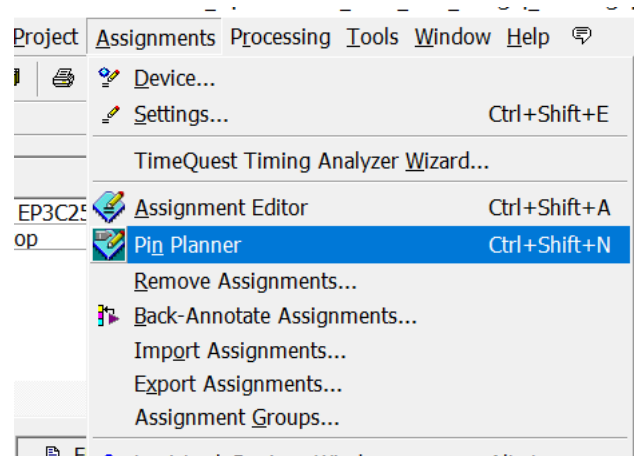 Project Assignments Processing Tools Window Help
Device...
Settings... Ctrl+Shift+E
TimeQuest Timing Analyzer Wizard...
EP3C25 Assignment Editor Ctrl+Shift+A
op Pin Planner Ctrl+Shift+N
Remove Assignments...
Back-Annotate Assignments...
Import Assignments...
Export Assignments...
Assignment Groups...